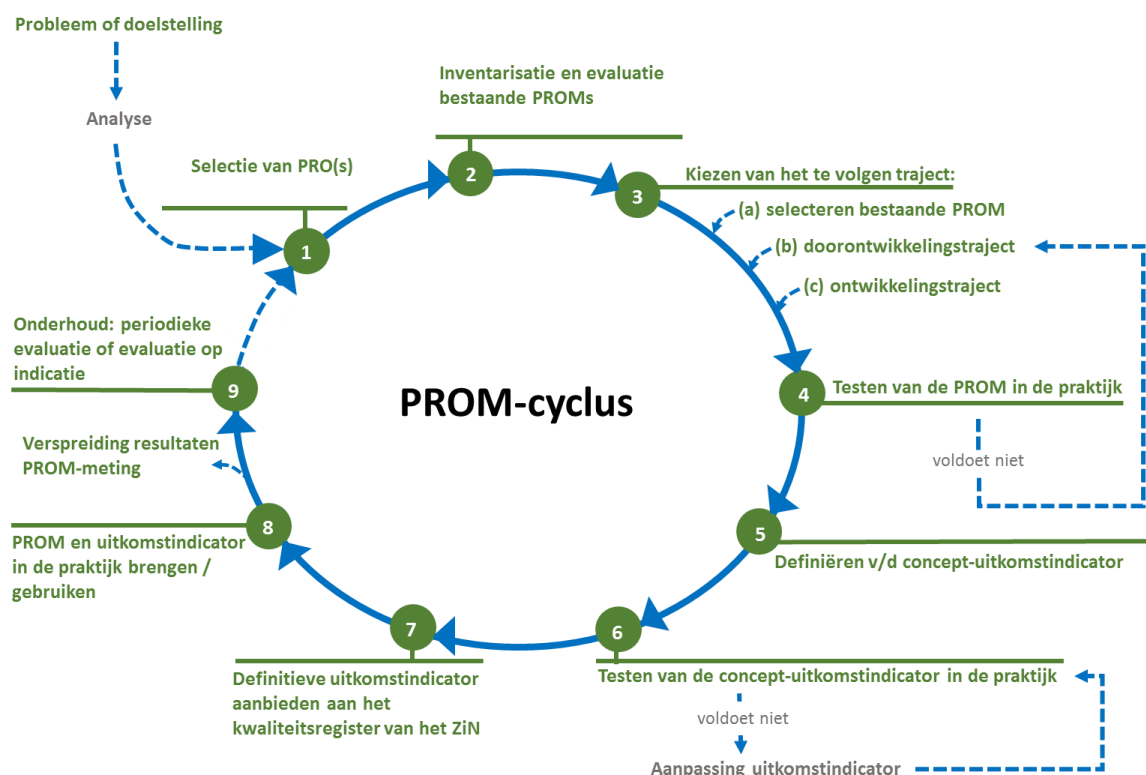 Probleem of doelstelling
Analyse
Selectie van PRO(s)
1
Inventarisatie en evaluatie
bestaande PROMs
2
3
Kiezen van het te volgen traject:
(a) selecteren bestaande PROM
(b) doorontwikkelingstraject
(c) ontwikkelingstraject
4
Testen van de PROM in de praktijk
voldoet niet
5
Definiëren v/d concept-uitkomstindicator
6
Testen van de concept-uitkomstindicator in de praktijk
voldoet niet
Aanpassing uitkomstindicator
7
Definitieve uitkomstindicator
aanbieden aan het
kwaliteitsregister van het ZiN
8
PROM en uitkomstindicator
in de praktijk brengen /
gebruiken
Verspreiding resultaten
PROM-meting
9
Onderhoud: periodieke
evaluatie of evaluatie op
indicatie
PROM-cyclus